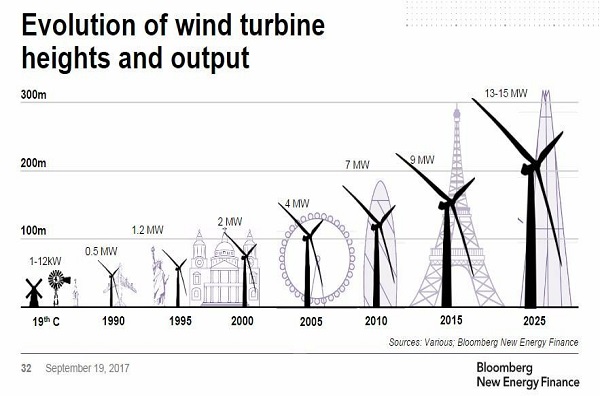 Evolution of wind turbine
heights and output
300m
13-15 MW
200m
7 MW
9 MW
100m
1-12kW
0.5 MW
1.2 MW
2 MW
4 MW
19th C
1990
1995
2000
2005
2010
2015
2025
Sources: Various; Bloomberg New Energy Finance
32 September 19, 2017
Bloomberg
New Energy Finance